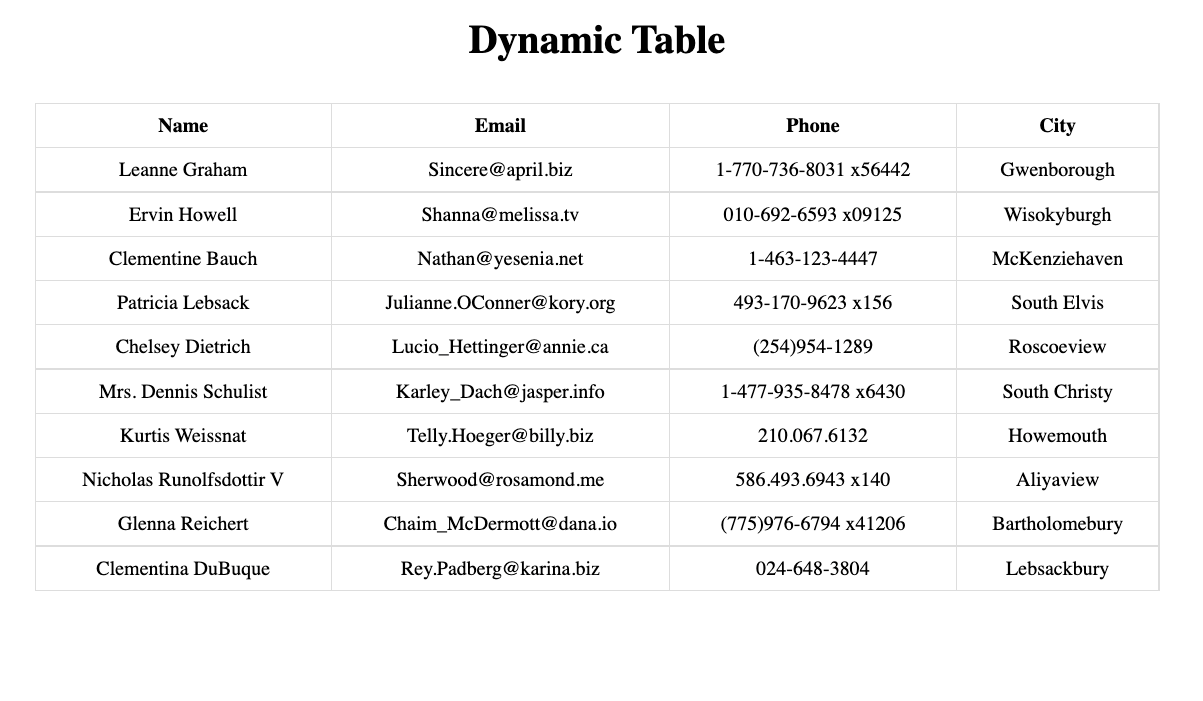 Dynamic Table
Name Email Phone City
Leanne Graham Sincere@april.biz 1-770-736-8031 x56442 Gwenborough
Ervin Howell Shanna@melissa.tv 010-692-6593 x09125 Wisokyburgh
Clementine Bauch Nathan@yesenia.net 1-463-123-4447 McKenziehaven
Patricia Lebsack Julianne.OConner@kory.org 493-170-9623 x156 South Elvis
Chelsey Dietrich Lucio_Hettinger@annie.ca (254)954-1289 Roscoeview
Mrs. Dennis Schulist Karley_Dach@jasper.info 1-477-935-8478 x6430 South Christy
Kurtis Weissnat Telly.Hoeger@billy.biz 210.067.6132 Howemouth
Nicholas Runolfsdottir V Sherwood@rosamond.me 586.493.6943 x140 Aliyaview
Glenna Reichert Chaim_McDermott@dana.io (775)976-6794 x41206 Bartholomebury
Clementina DuBuque Rey.Padberg@karina.biz 024-648-3804 Lebsackbury